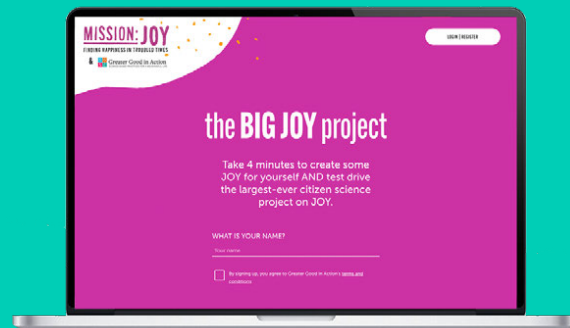 MISSION: JOY
FINDING HAPPINESS IN TROUBLED TIMES
& Greater Good in Action
LOGIN | REGISTER
the BIG JOY project
Take 4 minutes to create some
JOY for yourself AND test drive
the largest-ever citizen science
project on JOY.
WHAT IS YOUR NAME?
Your name
By signing up, you agree to Greater Good in Action's terms and
conditions